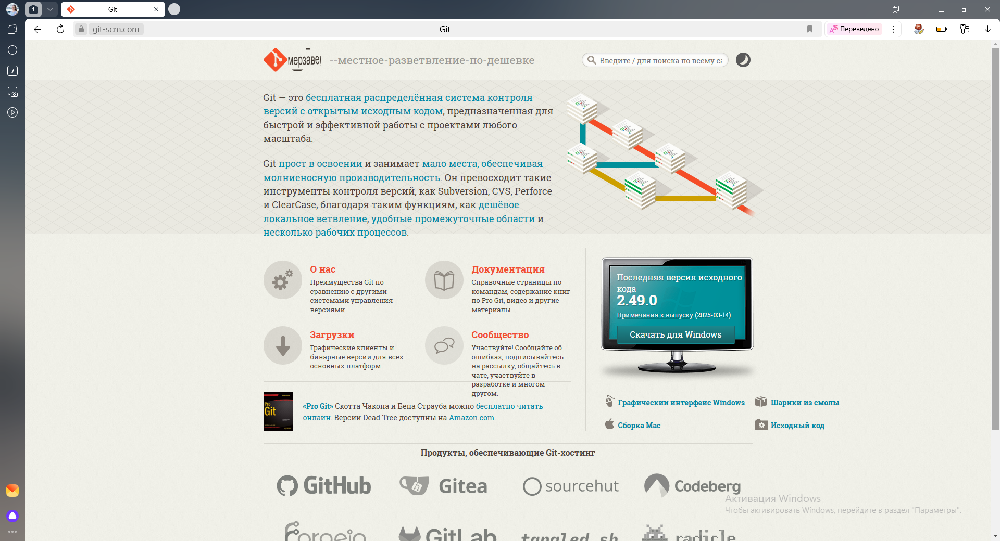 1
Git
git-scm.com
Git
Переведено
7
мерзавец
--местное-разветвление-по-дешевке
Введите / для поиска по всему са
Git — это бесплатная распределённая система контроля
версий с открытым исходным кодом, предназначенная для
быстрой и эффективной работы с проектами любого
масштаба.
Git прост в освоении и занимает мало места, обеспечивая
молниеносную производительность. Он превосходит такие
инструменты контроля версий, как Subversion, CVS, Perforce
и ClearCase, благодаря таким функциям, как дешёвое
локальное ветвление, удобные промежуточные области и
несколько рабочих процессов.
О нас
Преимущества Git по
сравнению с другими
системами управления
версиями.
Документация
Справочные страницы по
командам, содержание книг
по Pro Git, видео и другие
материалы.
Загрузки
Графические клиенты и
бинарные версии для всех
основных платформ.
Сообщество
Участвуйте! Сообщайте об
ошибках, подписывайтесь
на рассылку, общайтесь в
чате, участвуйте в
разработке и многом
другом.
Pro
Git
«Pro Git» Скотта Чакона и Бена Страуба можно бесплатно читать
онлайн. Версии Dead Tree доступны на Amazon.com.
Последняя версия исходного
кода
2.49.0
Примечания к выпуску (2025-03-14)
Скачать для Windows
Графический интерфейс Windows
Шарики из смолы
Сборка Mac
Исходный код
Продукты, обеспечивающие Git-хостинг
GitHub
Gitea
sourcehut
Codeberg
Активация Windows
Чтобы активировать Windows, перейдите в раздел "Параметры".
Forgejo
GitLab
tangled.sh
radicle